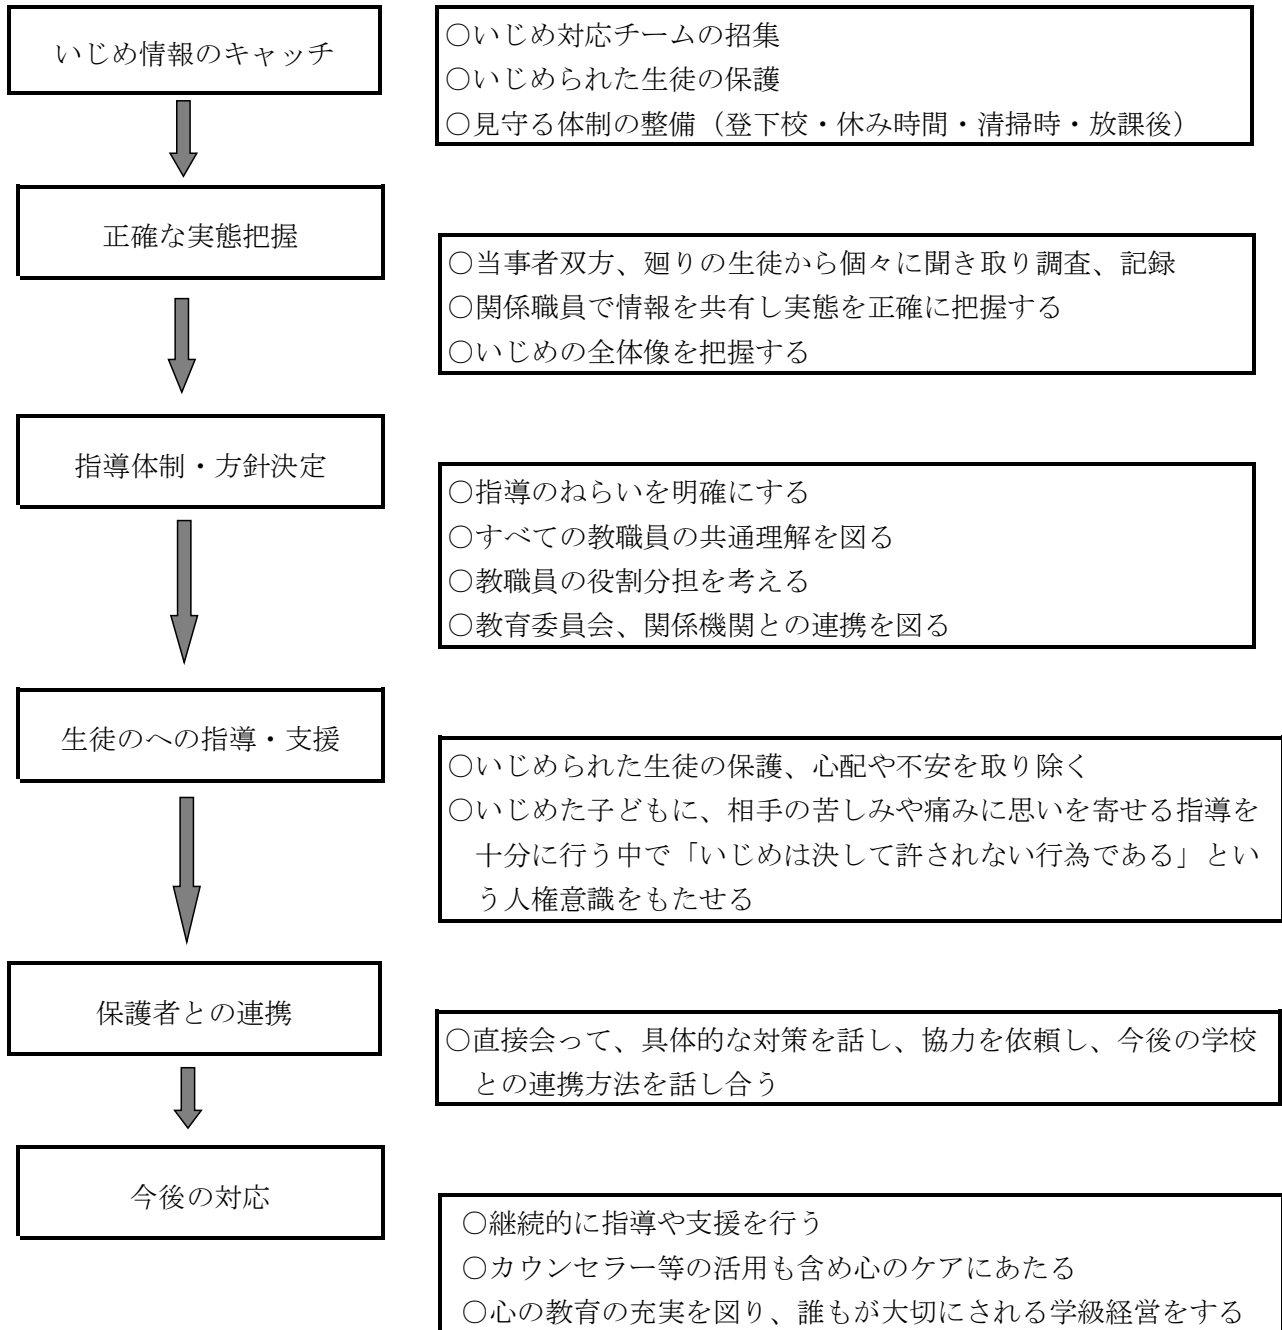 いじめ情報のキャッチ
○いじめ対応チームの招集
○いじめられた生徒の保護
○見守る体制の整備（登下校・休み時間・清掃時・放課後）
正確な実態把握
○当事者双方、廻りの生徒から個々に聞き取り調査、記録
○関係職員で情報を共有し実態を正確に把握する
○いじめの全体像を把握する
指導体制・方針決定
○指導のねらいを明確にする
○すべての教職員の共通理解を図る
○教職員の役割分担を考える
○教育委員会、関係機関との連携を図る
生徒のへの指導・支援
○いじめられた生徒の保護、心配や不安を取り除く
○いじめた子どもに、相手の苦しみや痛みに思いを寄せる指導を
十分に行う中で「いじめは決して許されない行為である」とい
う人権意識をもたせる
保護者との連携
○直接会って、具体的な対策を話し、協力を依頼し、今後の学校
との連携方法を話し合う
今後の対応
○継続的に指導や支援を行う
○カウンセラー等の活用も含め心のケアにあたる
○心の教育の充実を図り、誰もが大切にされる学級経営をする